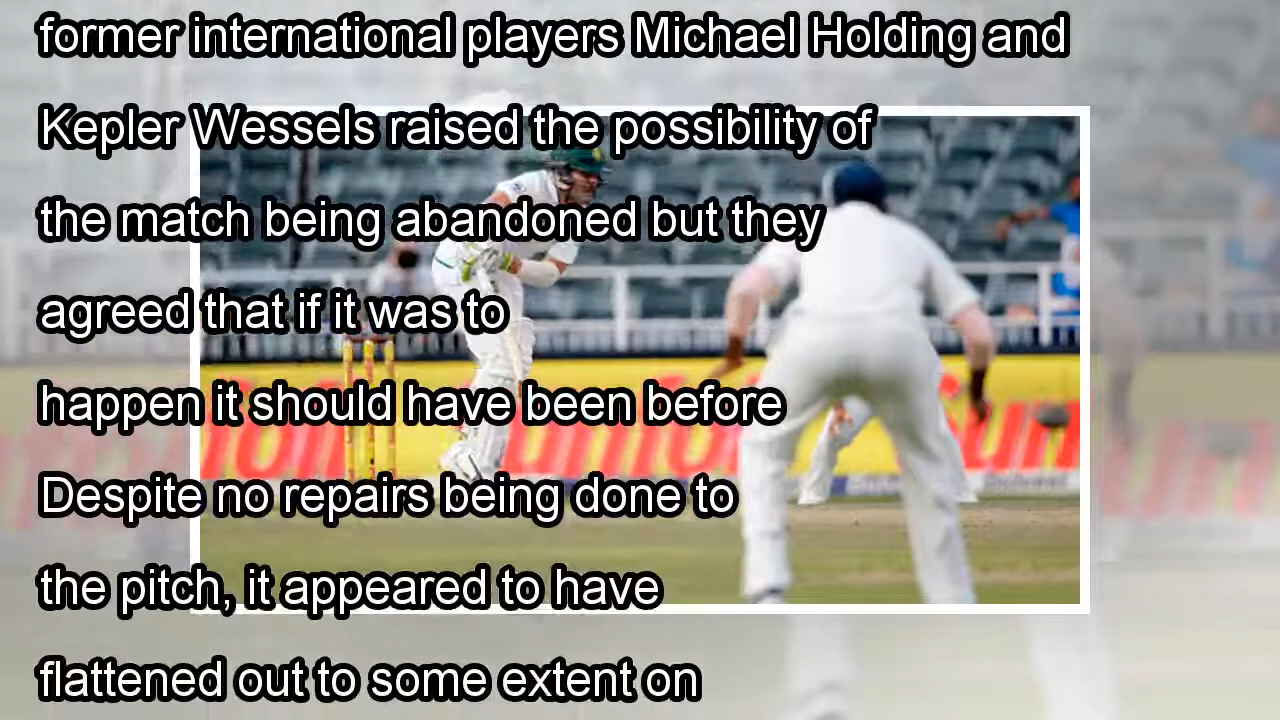 former international players Michael Holding and
Kepler Wessels raised the possibility of
the match being abandoned but they
agreed that if it was to
happen it should have been before
Despite no repairs being done to
the pitch, it appeared to have
flattened out to some extent on